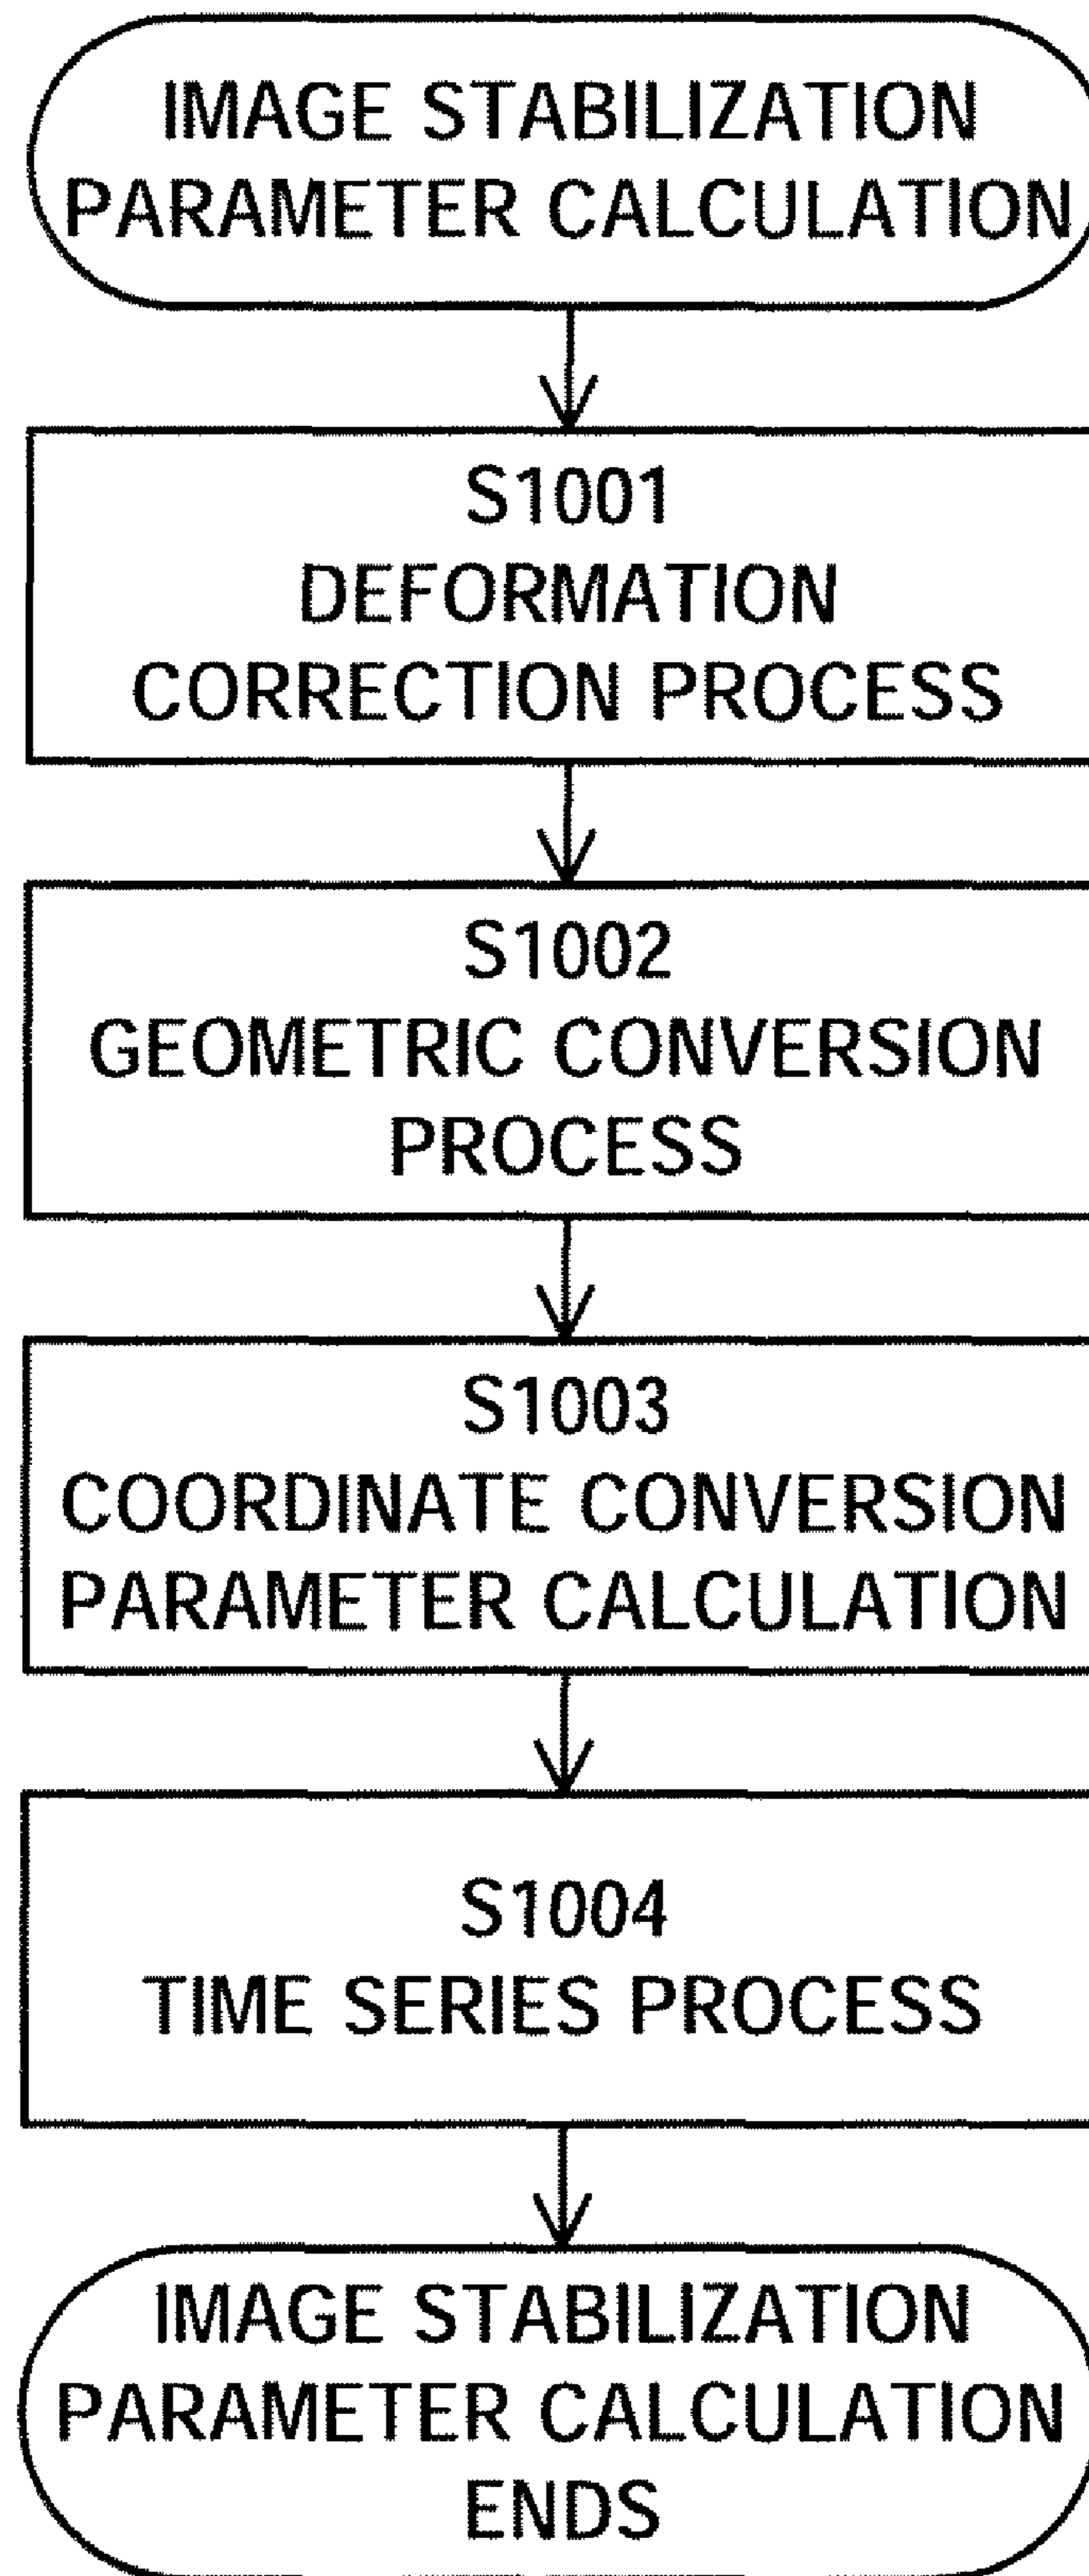 IMAGE STABILIZATION
PARAMETER CALCULATION
S1001
DEFORMATION
CORRECTION PROCESS
S1002
GEOMETRIC CONVERSION
PROCESS
S1003
COORDINATE CONVERSION
PARAMETER CALCULATION
S1004
TIME SERIES PROCESS
IMAGE STABILIZATION
PARAMETER CALCULATION
ENDS